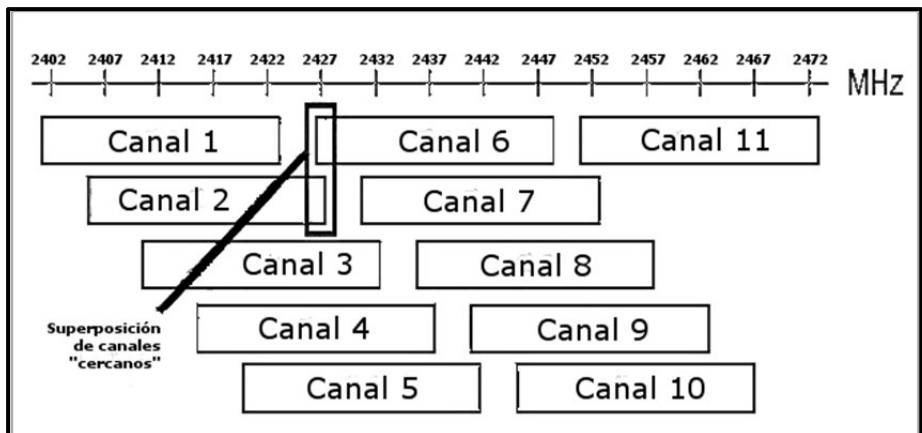 2402 2407 2412 2417 2422 2427 2432 2437 2442 2447 2452 2457 2462 2467 2472
MHz
Canal 1 Canal 6 Canal 11
Canal 2 Canal 7
Canal 3 Canal 8
Canal 4 Canal 9
Canal 5 Canal 10
Superposición
de canales
"cercanos"